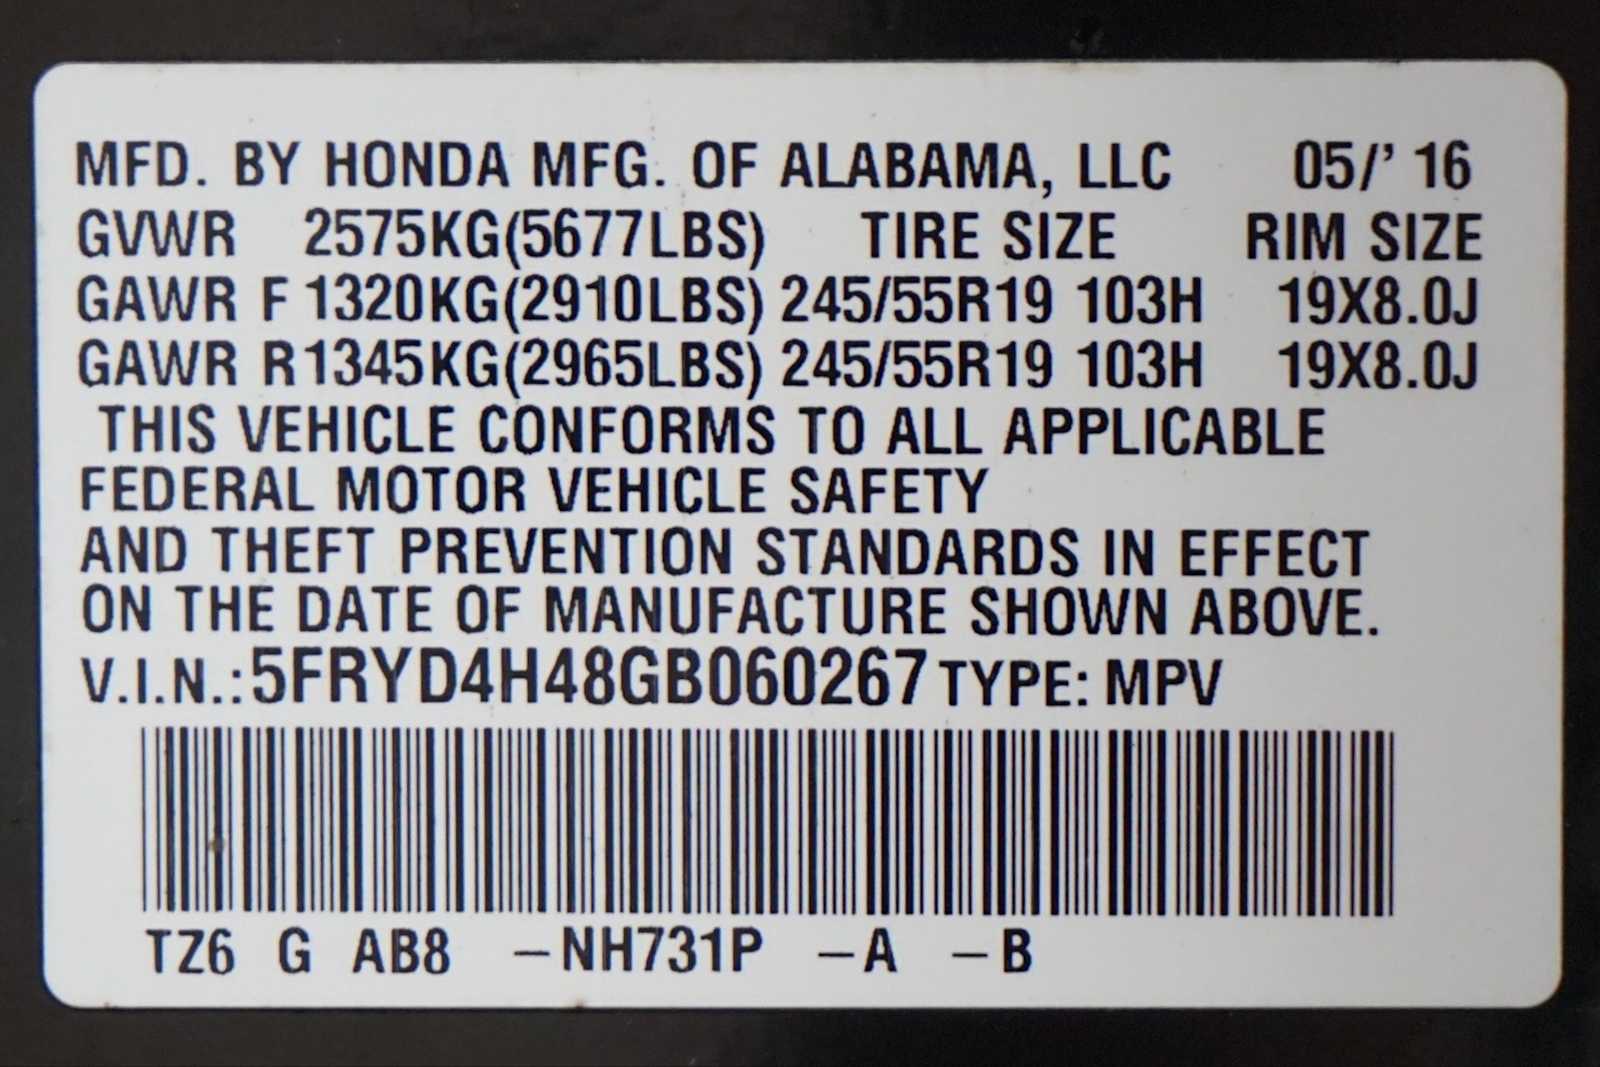 MFD. BY HONDA MFG. OF ALABAMA, LLC 05/' 16
GVWR 2575KG(5677LBS) TIRE SIZE RIM SIZE
GAWR F 1320KG(2910LBS) 245/55R19 103H 19X8.0J
GAWR R 1345KG(2965LBS) 245/55R19 103H 19X8.0J
THIS VEHICLE CONFORMS TO ALL APPLICABLE
FEDERAL MOTOR VEHICLE SAFETY
AND THEFT PREVENTION STANDARDS IN EFFECT
ON THE DATE OF MANUFACTURE SHOWN ABOVE.
V.I.N.:5FRYD4H48GB060267 TYPE: MPV
TZ6 G AB8 –NH731P –A –B